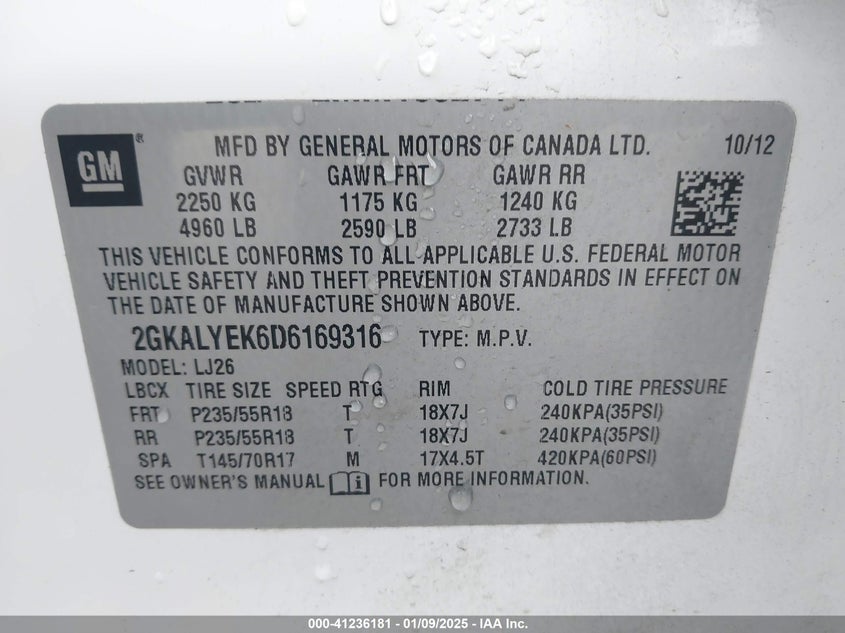 GM ®
MFD BY GENERAL MOTORS OF CANADA LTD. 10/12
GVWR GAWR FRT GAWR RR
2250 KG 1175 KG 1240 KG
4960 LB 2590 LB 2733 LB
THIS VEHICLE CONFORMS TO ALL APPLICABLE U.S. FEDERAL MOTOR
VEHICLE SAFETY AND THEFT PREVENTION STANDARDS IN EFFECT ON
THE DATE OF MANUFACTURE SHOWN ABOVE.
2GKALYEK6D6169316 TYPE: M.P.V.
MODEL: LJ26
LBCX TIRE SIZE SPEED RTG RIM COLD TIRE PRESSURE
FRT P235/55R18 T 18X7J 240KPA(35PSI)
RR P235/55R18 T 18X7J 240KPA(35PSI)
SPA T145/70R17 M 17X4.5T 420KPA(60PSI)
SEE OWNER'S MANUAL i FOR MORE INFORMATION.
000-41236181 - 01/09/2025 - IAA Inc.